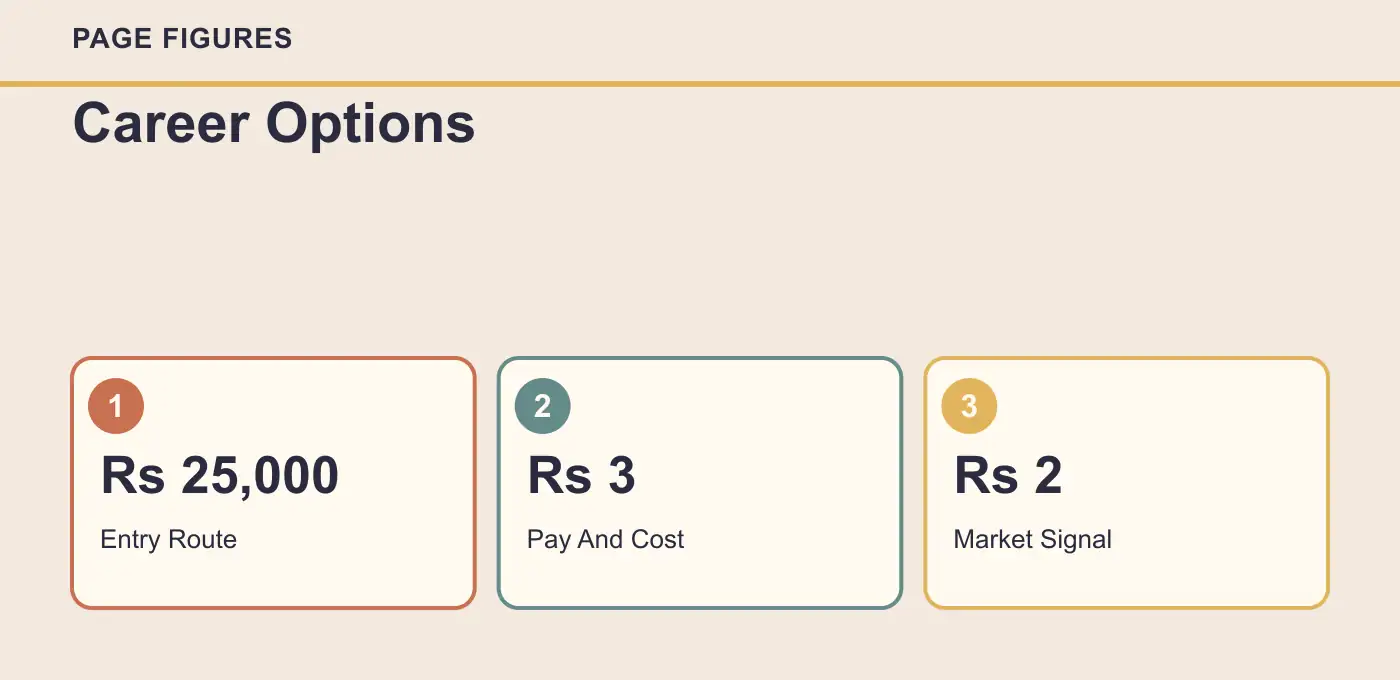 PAGE FIGURES
Career Options
1
Rs 25,000
Entry Route
2
Rs 3
Pay And Cost
3
Rs 2
Market Signal